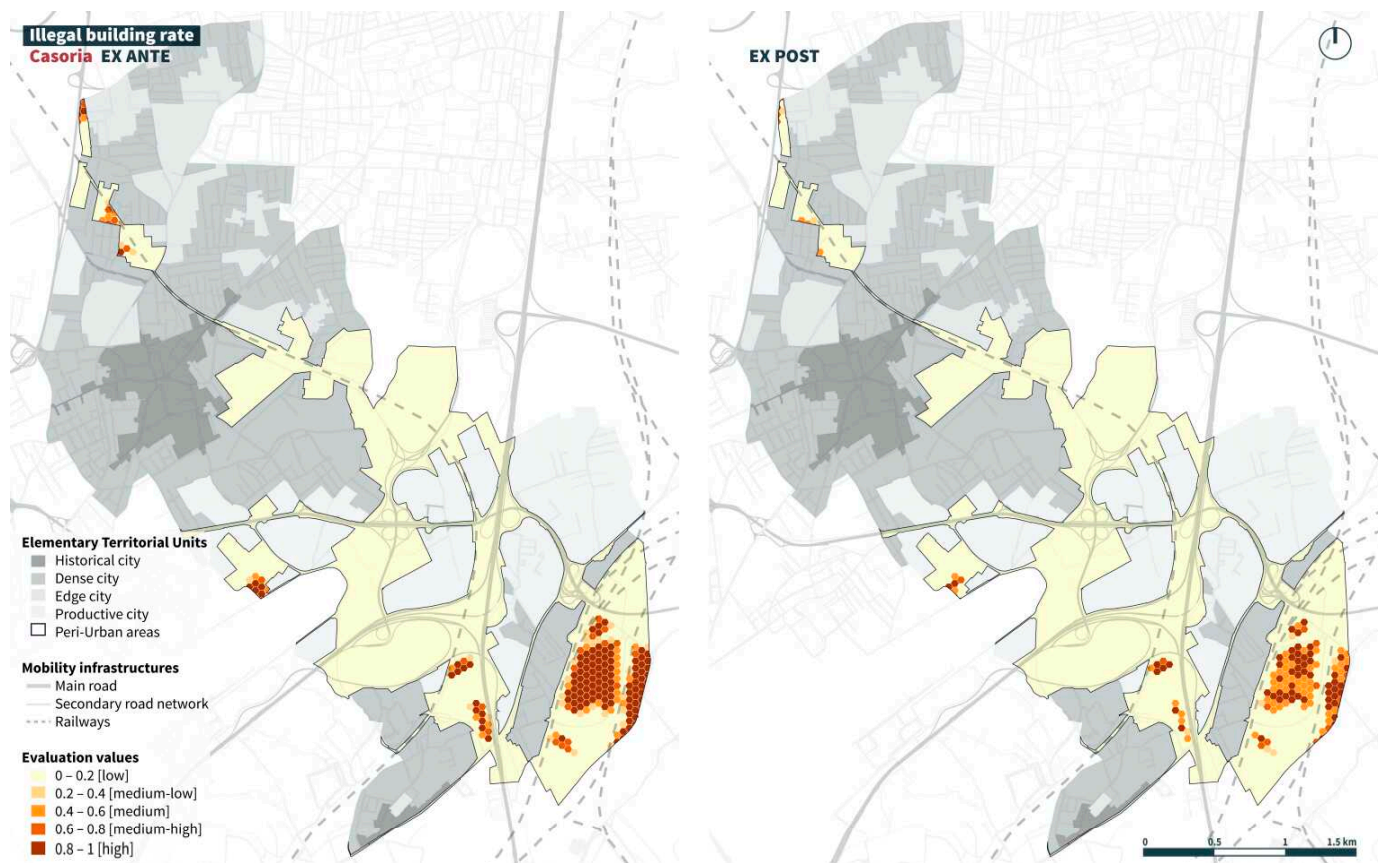 Illegal building rate
Casoria EX ANTE
EX POST
Elementary Territorial Units
Historical city
Dense city
Edge city
Productive city
Peri-Urban areas
Mobility infrastructures
Main road
Secondary road network
Railways
Evaluation values
0 – 0.2 [low]
0.2 – 0.4 [medium-low]
0.4 – 0.6 [medium]
0.6 – 0.8 [medium-high]
0.8 – 1 [high]
0 0.5 1 1.5 km